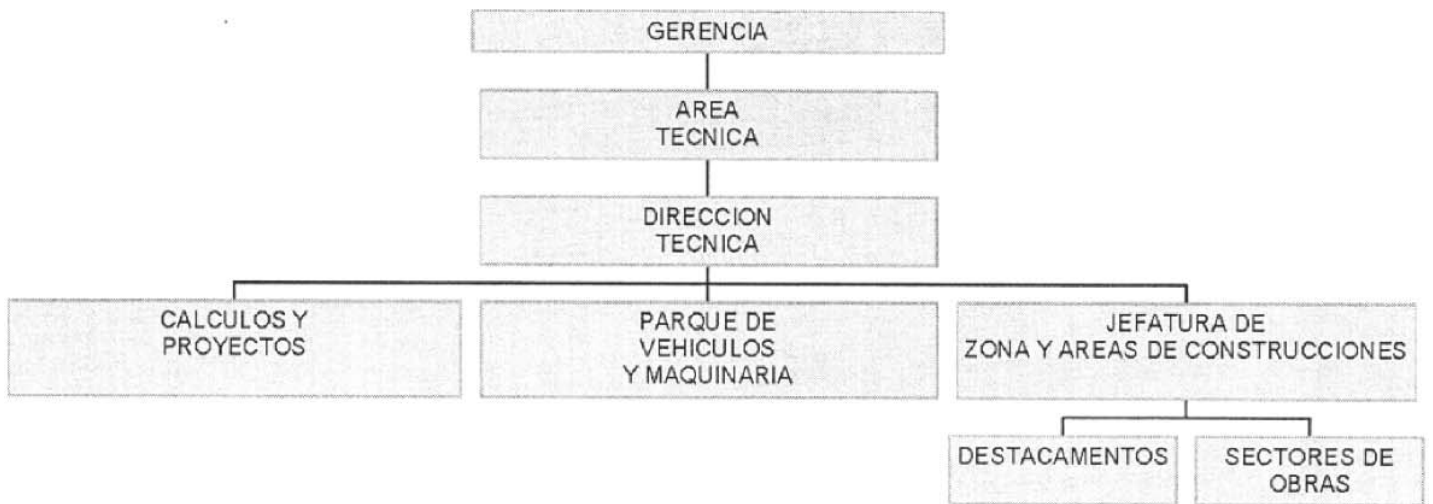 GERENCIA
AREA
TECNICA
DIRECCION
TECNICA
CALCULOS Y
PROYECTOS
PARQUE DE
VEHICULOS
Y MAQUINARIA
JEFATURA DE
ZONA Y AREAS DE CONSTRUCCIONES
DESTACAMENTOS
SECTORES DE
OBRAS